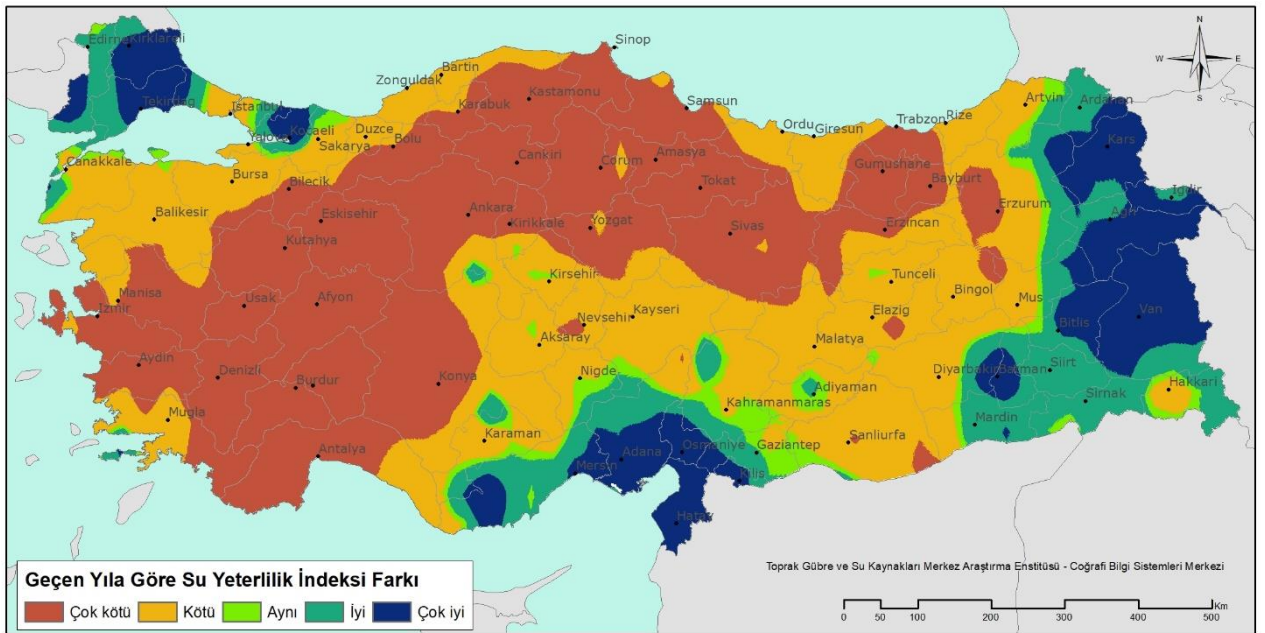 N
W E
S
Sinop
Edirne Kirklareli
Bartin
Zonguldak
Kastamonu
Karabuk
Samsun
Artvin
Ardahan
Tekirdag
Istanbul
Kocaeli
Yalova
Sakarya
Duzce
Bolu
Ordu
Giresun
Trabzon
Rize
Kars
Canakkale
Bursa
Bilecik
Cankiri
Corum
Amasya
Tokat
Gumushane
Bayburt
Igdir
Balikesir
Eskisehir
Ankara
Kirikkale
Yozgat
Sivas
Erzincan
Erzurum
Agri
Kutahya
Kirsehir
Tunceli
Manisa
Izmir
Usak
Afyon
Nevsehir
Kayseri
Elazig
Bingol
Mus
Bitlis
Van
Aksaray
Malatya
Aydin
Denizli
Burdur
Konya
Nigde
Adiyaman
Diyarbakir
Batman
Siirt
Sirnak
Hakkari
Mugla
Kahramanmaras
Mardin
Antalya
Karaman
Mersin
Adana
Osmaniye
Gaziantep
Sanliurfa
Kilis
Hatay
Geçen Yıla Göre Su Yeterlilik İndeksi Farkı
Çok kötü Kötü Aynı İyi Çok iyi
Toprak Gübre ve Su Kaynakları Merkez Araştırma Enstitüsü - Coğrafi Bilgi Sistemleri Merkezi
0 100 200 300 400 500 Km